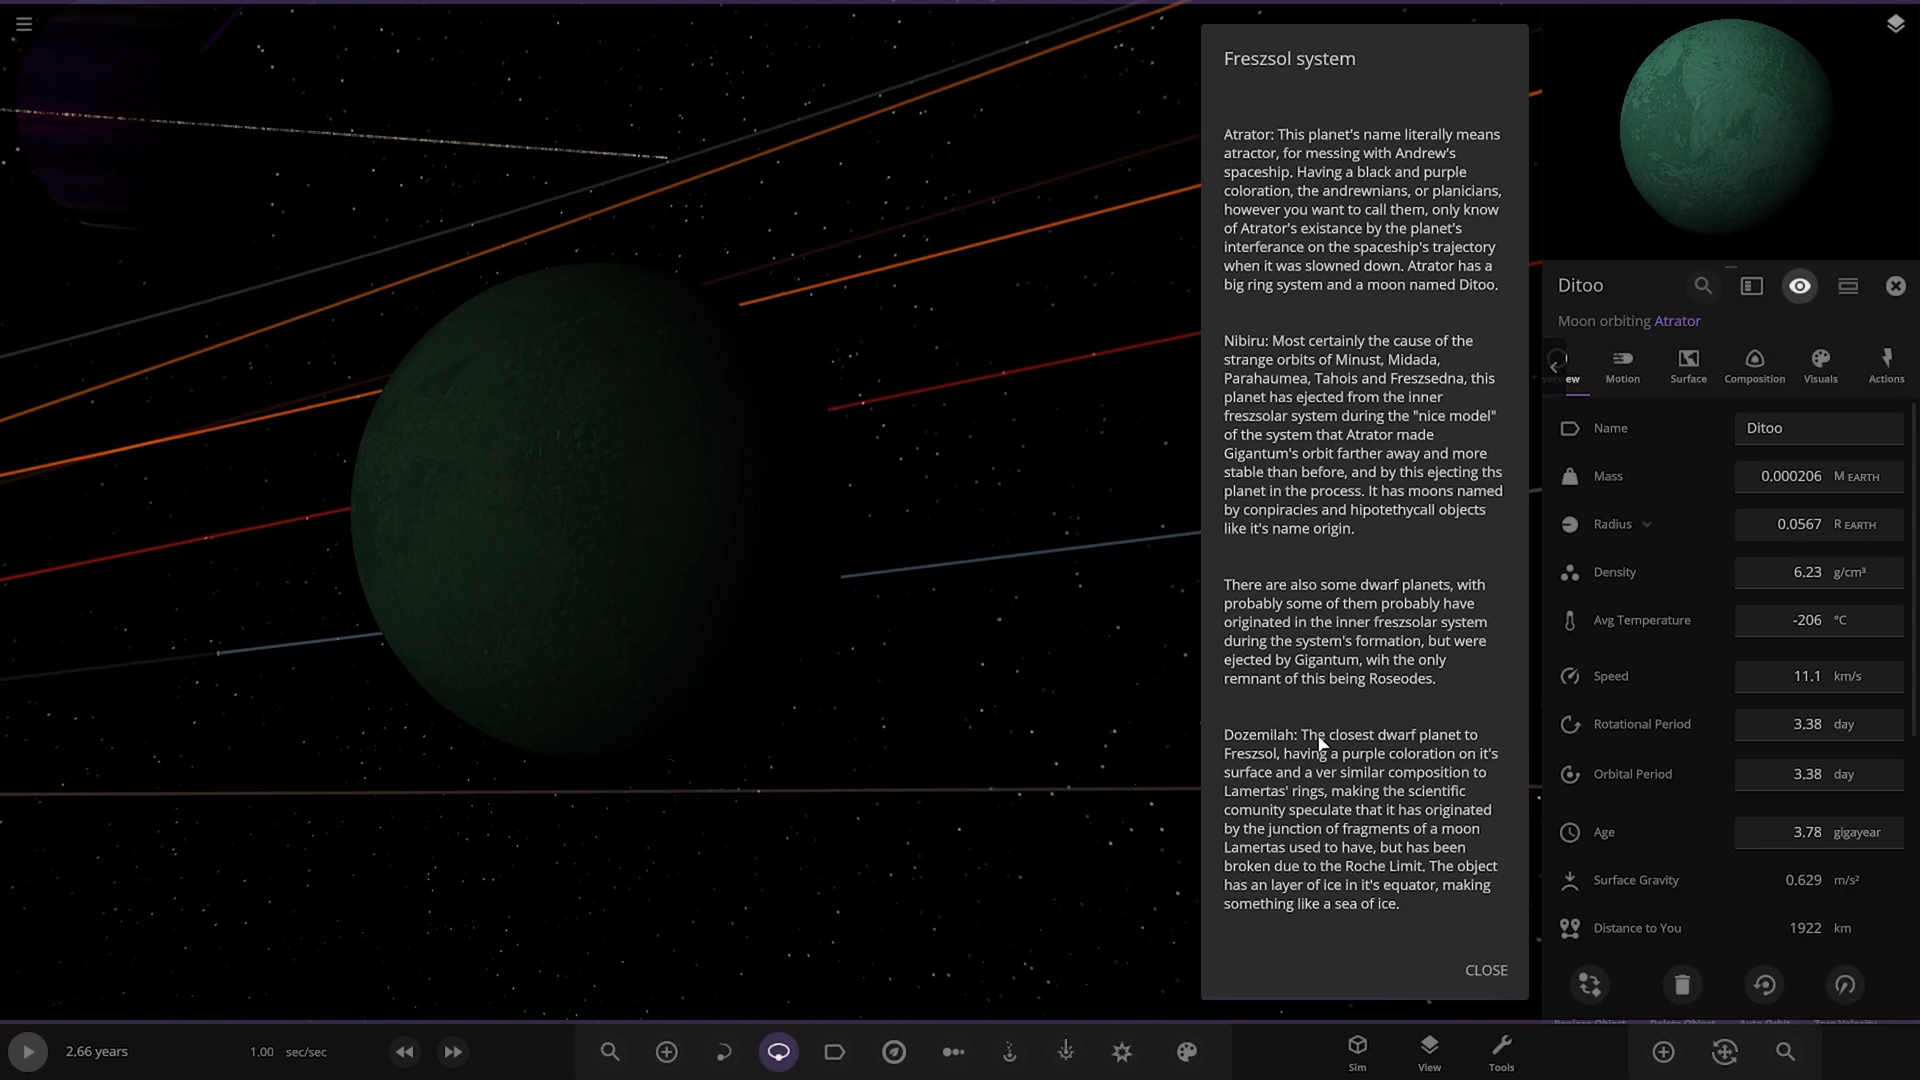 Freszsol system
Atrator: This planet's name literally means
atractor, for messing with Andrew's
spaceship. Having a black and purple
coloration, the andrewnians, or planicians,
however you want to call them, only know
of Atrator's existance by the planet's
interferance on the spaceship's trajectory
when it was slowned down. Atrator has a
big ring system and a moon named Ditoo.
Nibiru: Most certainly the cause of the
strange orbits of Minust, Midada,
Parahaumea, Tahois and Freszsedna, this
planet has ejected from the inner
freszsolar system during the "nice model"
of the system that Atrator made
Gigantum's orbit farther away and more
stable than before, and by this ejecting ths
planet in the process. It has moons named
by conpiracies and hipotethycall objects
like it's name origin.
There are also some dwarf planets, with
probably some of them probably have
originated in the inner freszsolar system
during the system's formation, but were
ejected by Gigantum, wih the only
remnant of this being Roseodes.
Dozemilah: The closest dwarf planet to
Freszsol, having a purple coloration on it's
surface and a ver similar composition to
Lamertas' rings, making the scientific
comunity speculate that it has originated
by the junction of fragments of a moon
Lamertas used to have, but has been
broken due to the Roche Limit. The object
has an layer of ice in it's equator, making
something like a sea of ice.
CLOSE
Ditoo
Moon orbiting Atrator
Motion Surface Composition Visuals Actions
Name Ditoo
Mass 0.000206 M EARTH
Radius 0.0567 R EARTH
Density 6.23 g/cm³
Avg Temperature -206 °C
Speed 11.1 km/s
Rotational Period 3.38 day
Orbital Period 3.38 day
Age 3.78 gigayear
Surface Gravity 0.629 m/s²
Distance to You 1922 km
2.66 years 1.00 sec/sec Sim View Tools